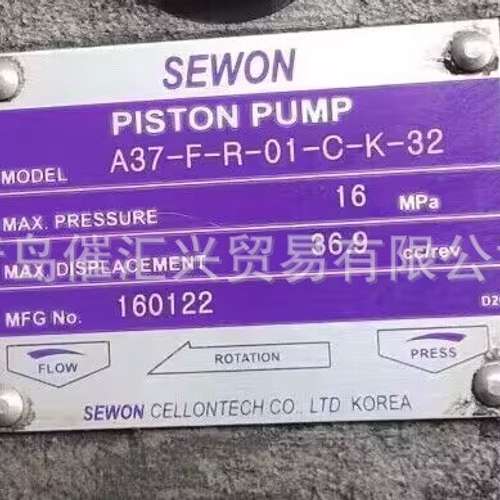 SEWON
PISTON PUMP
MODEL A37-F-R-01-C-K-32
MAX. PRESSURE 16 MPa
岛催汇兴贸易有限公
MAX DISPLACEMENT 36,9 cc/rev
MFG No. 160122
FLOW ROTATION PRESS
SEWON CELLONTECH CO., LTD KOREA